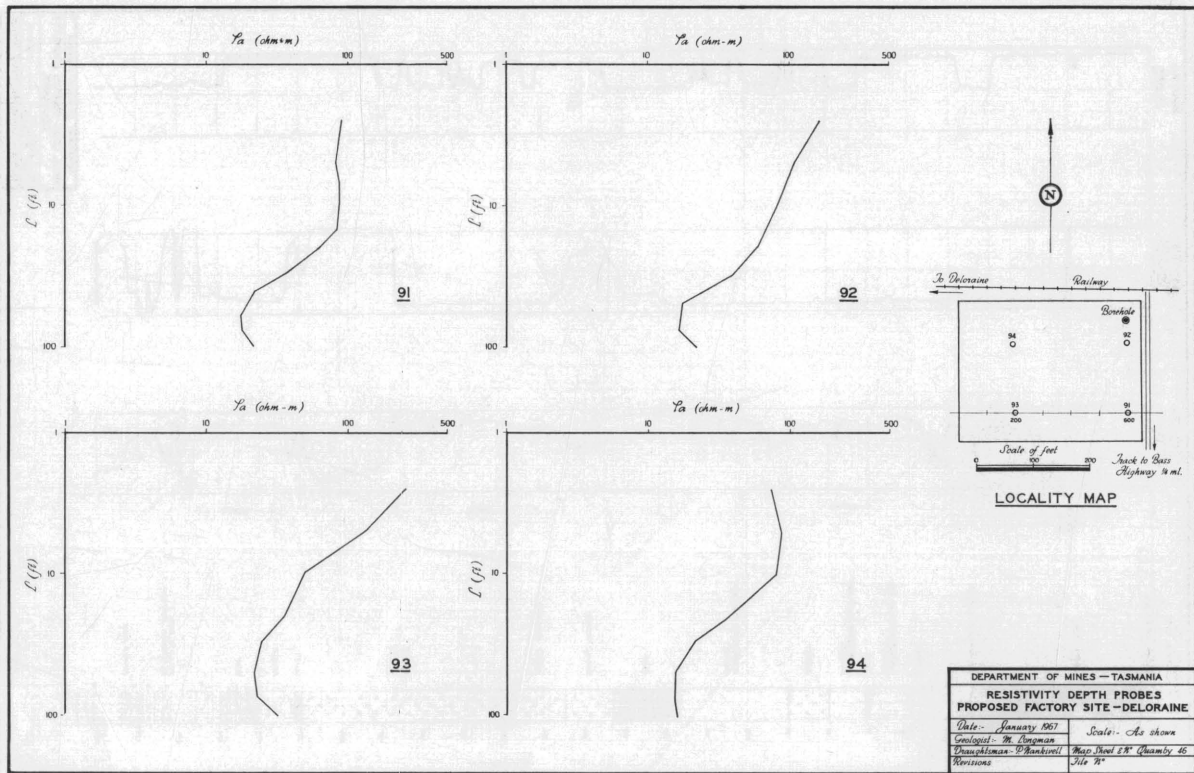 ρa (ohm-m)
1 10 100 500
1
L (ft)
10
100
91
ρa (ohm-m)
1 10 100 500
1
L (ft)
10
100
92
N
To Deloraine Railway
Borehole
94
92
93
200
91
600
Scale of feet
0 100 200
Track to Bass
Highway ¼ ml.
LOCALITY MAP
ρa (ohm-m)
1 10 100 500
1
L (ft)
10
100
93
ρa (ohm-m)
1 10 100 500
1
L (ft)
10
100
94
DEPARTMENT OF MINES — TASMANIA
RESISTIVITY DEPTH PROBES
PROPOSED FACTORY SITE — DELORAINE
Date:- January 1967
Scale:- As shown
Geologist:- M. Longman
Draughtsman:-
Map Sheet & Nº Quamby 46
Revisions
File Nº